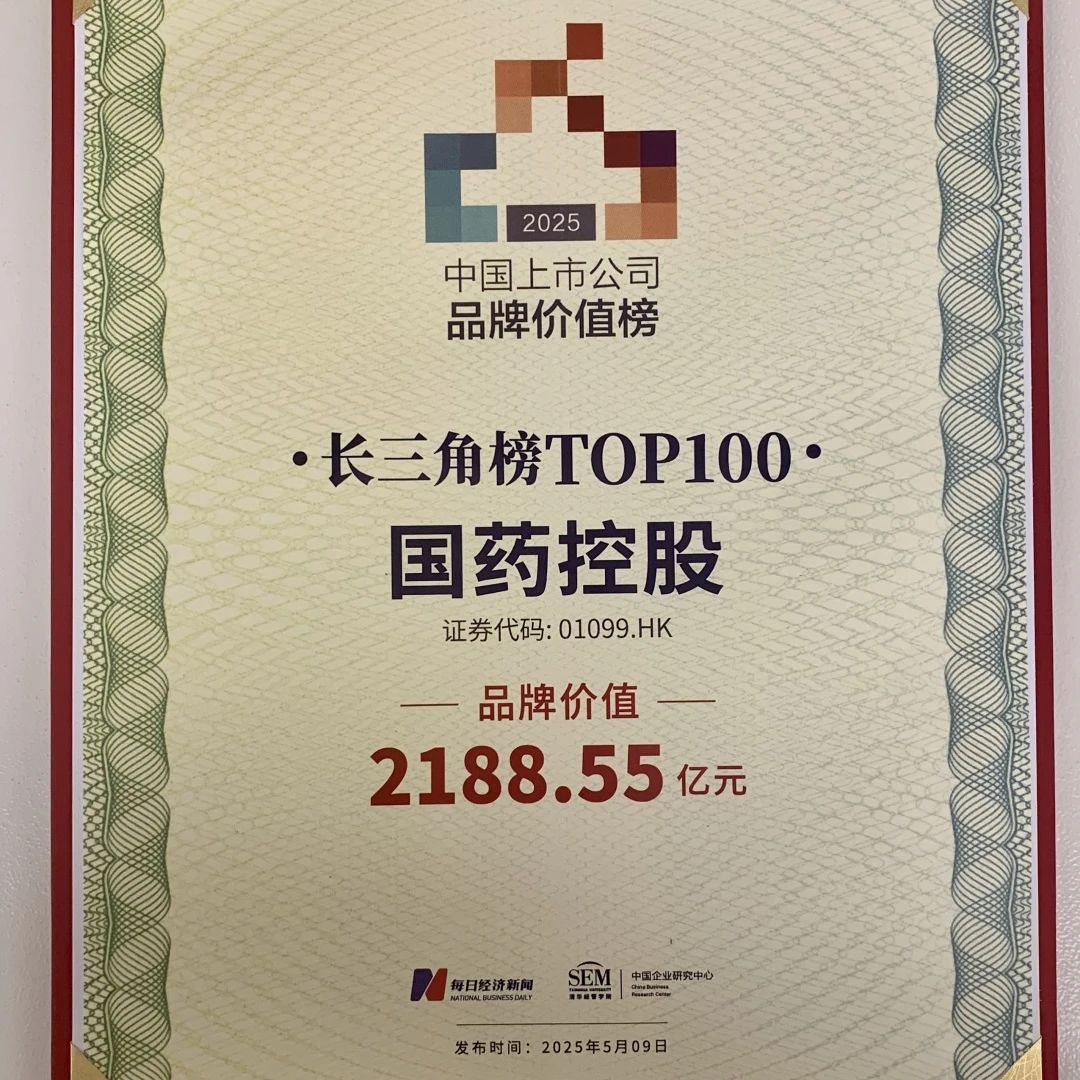 2025
中国上市公司
品牌价值榜
·长三角榜TOP100·
国药控股
证券代码: 01099.HK
品牌价值
2188.55 亿元
每日经济新闻
NATIONAL BUSINESS DAILY
SEM
TSINGHUA UNIVERSITY
清华经管学院
中国企业研究中心
China Business
Research Center
发布时间：2025年5月09日